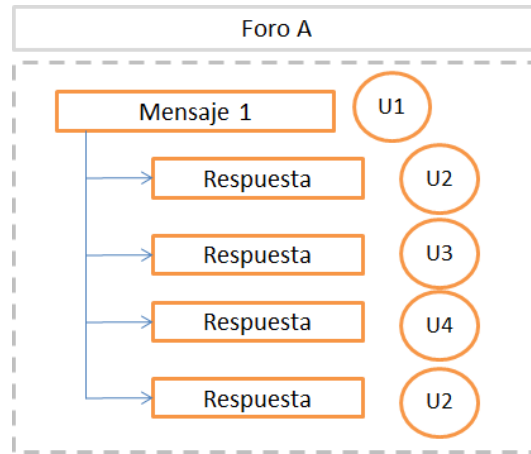 Foro A
Mensaje 1
U1
Respuesta
U2
Respuesta
U3
Respuesta
U4
Respuesta
U2